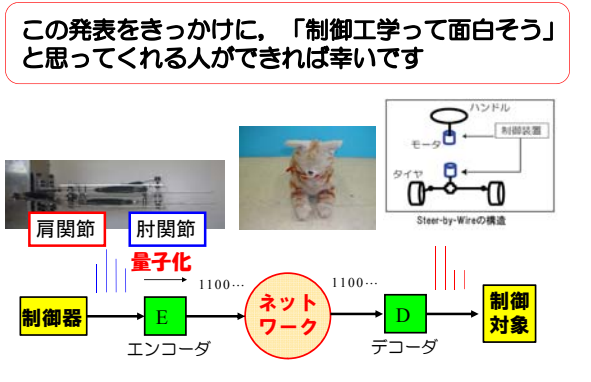 この発表をきっかけに，「制御工学って面白そう」
と思ってくれる人ができれば幸いです
ハンドル
制御装置
モータ
タイヤ
Steer-by-Wireの構造
肩関節
肘関節
量子化
1100…
1100…
制御器
E
ネット
ワーク
D
制御
対象
エンコーダ
デコーダ